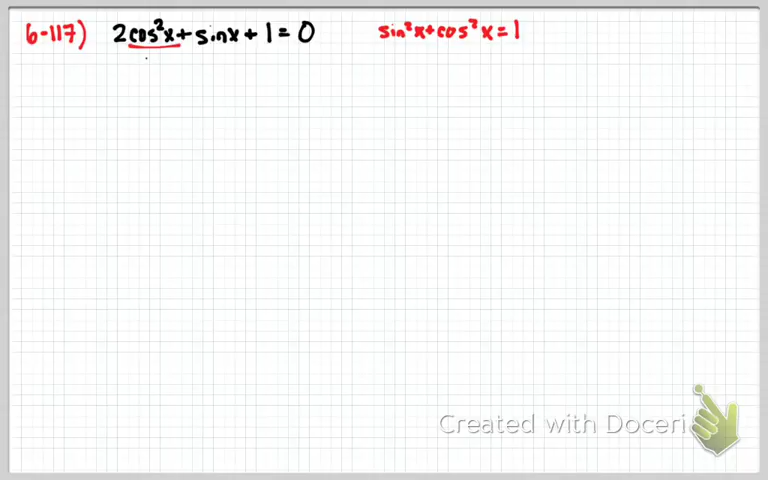 6-117) 2cos²x + sinx + 1 = 0 sin²x + cos²x = 1
Created with Doceri